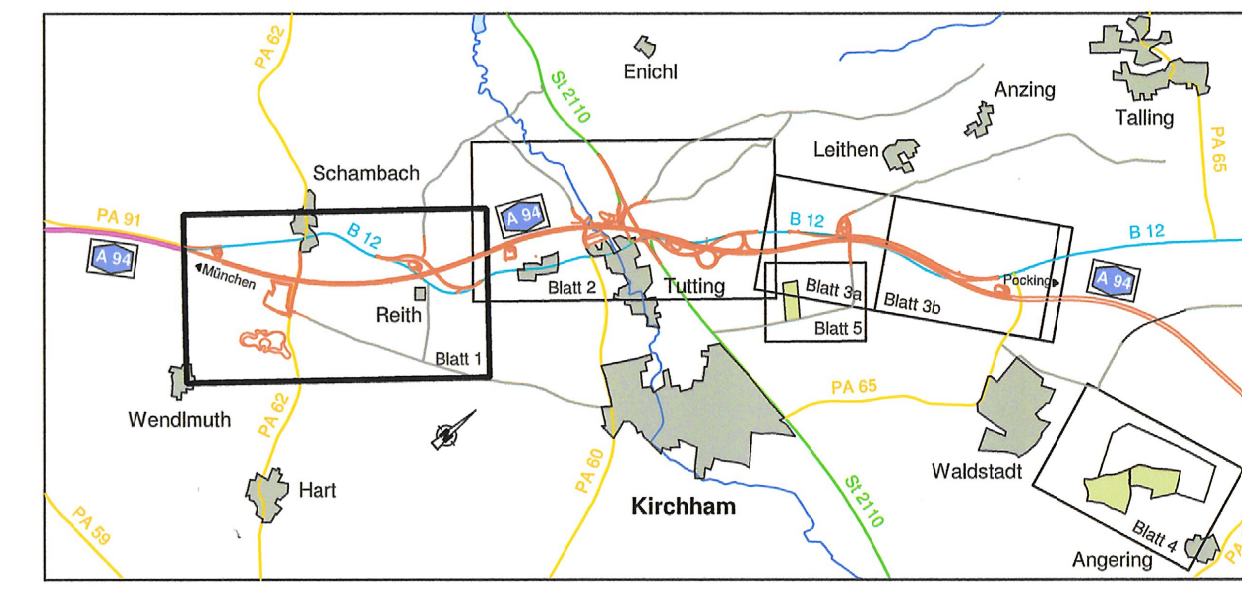 PA 62
St 2110
Enichl
Anzing
Talling
Leithen
PA 65
Schambach
PA 91
A 94
B 12
A 94
B 12
B 12
A 94
München
Pocking
Blatt 2
Tutting
Blatt 3a
Blatt 3b
Reith
Blatt 5
Blatt 1
PA 65
Wendlmuth
PA 62
PA 60
Waldstadt
Hart
Kirchham
St 2110
PA 59
Blatt 4
Angering
PA